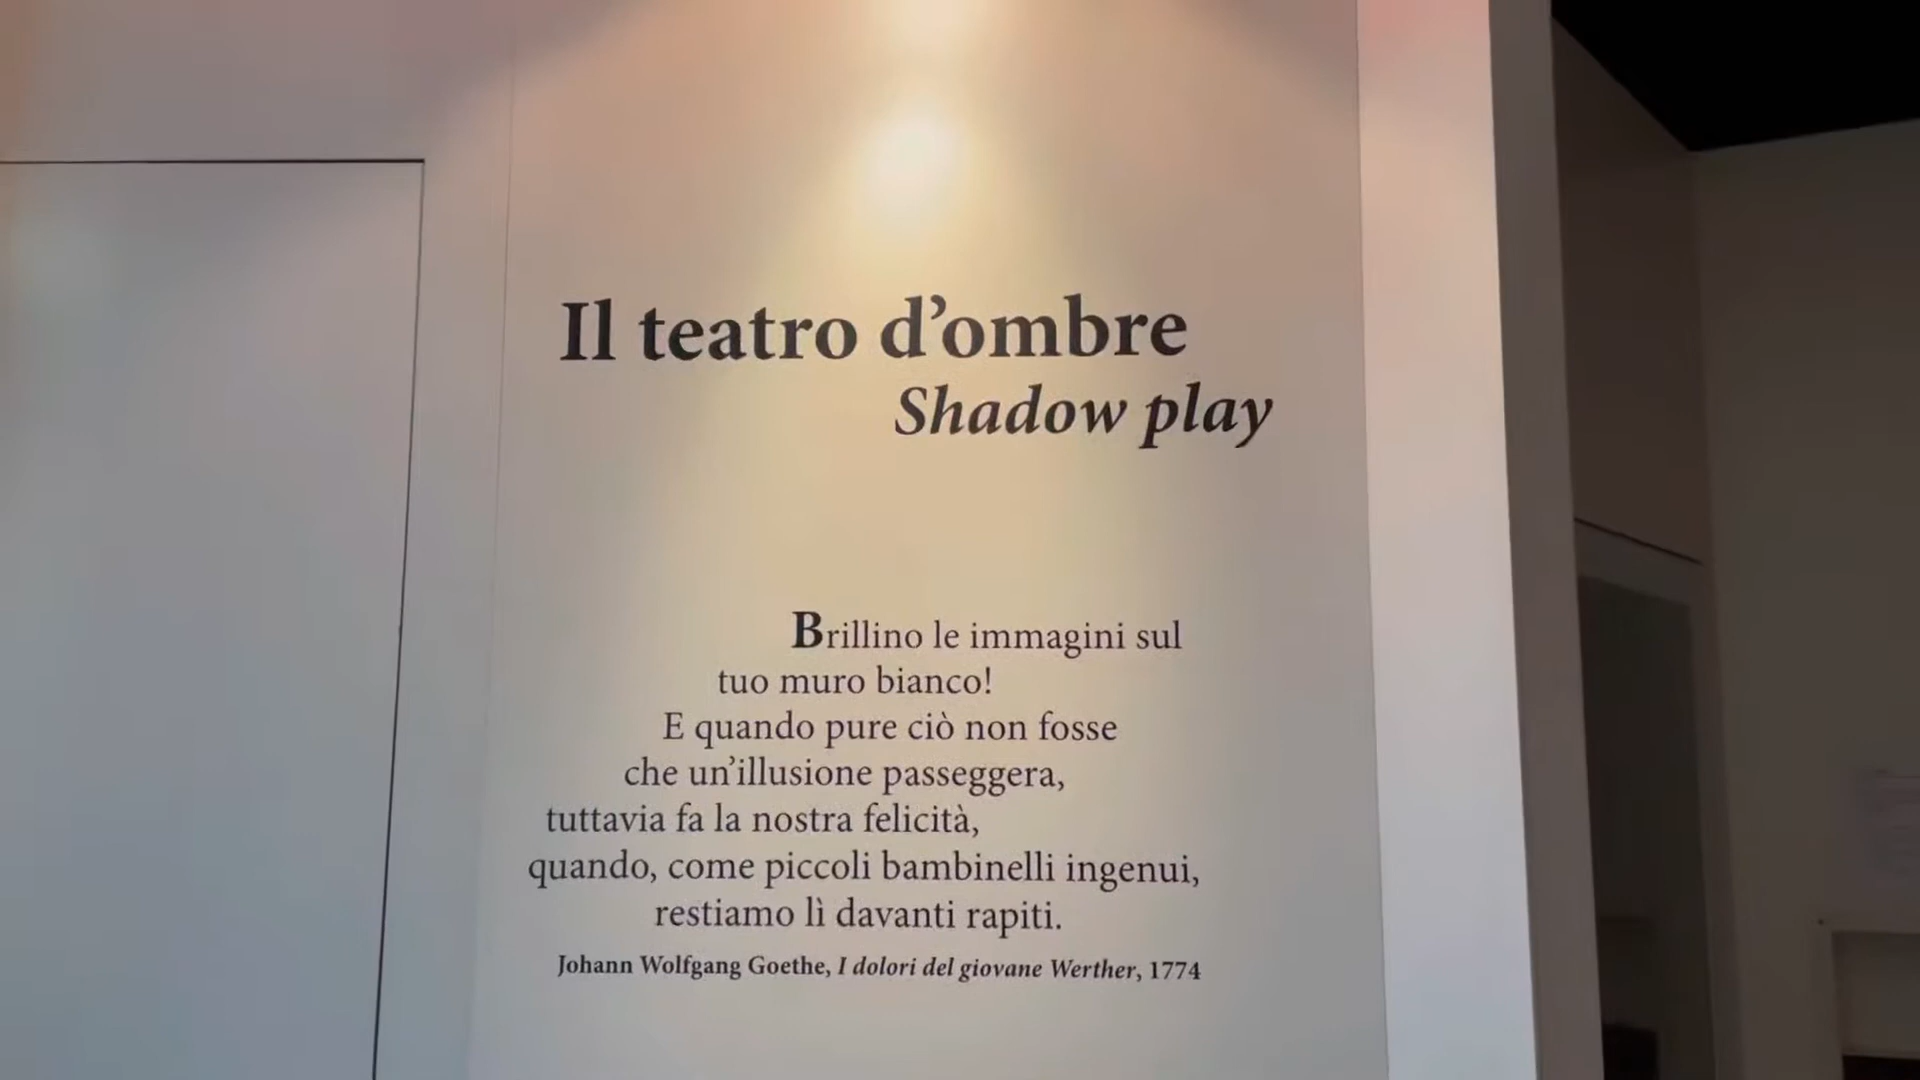 Il teatro d’ombre
Shadow play
Brillino le immagini sul
tuo muro bianco!
E quando pure ciò non fosse
che un’illusione passeggera,
tuttavia fa la nostra felicità,
quando, come piccoli bambinelli ingenui,
restiamo lì davanti rapiti.
Johann Wolfgang Goethe, I dolori del giovane Werther, 1774